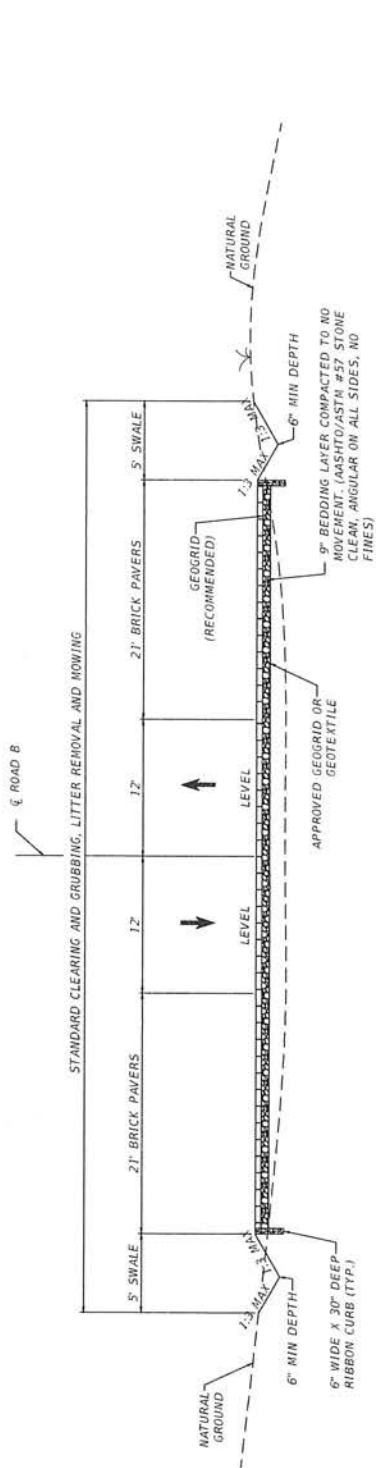 ℄ ROAD B
STANDARD CLEARING AND GRUBBING, LITTER REMOVAL AND MOWING
5' SWALE
21' BRICK PAVERS
12'
12'
21' BRICK PAVERS
5' SWALE
NATURAL
GROUND
1:3 MAX
1:3 MAX
LEVEL
LEVEL
GEOGRID
(RECOMMENDED)
1:3 MAX
1:3 MAX
NATURAL
GROUND
6" MIN DEPTH
6" WIDE X 30" DEEP
RIBBON CURB (TYP.)
APPROVED GEOGRID OR
GEOTEXTILE
6" MIN DEPTH
9" BEDDING LAYER COMPACTED TO NO
MOVEMENT. (AASHTO/ASTM #57 STONE
CLEAN, ANGULAR ON ALL SIDES, NO
FINES)